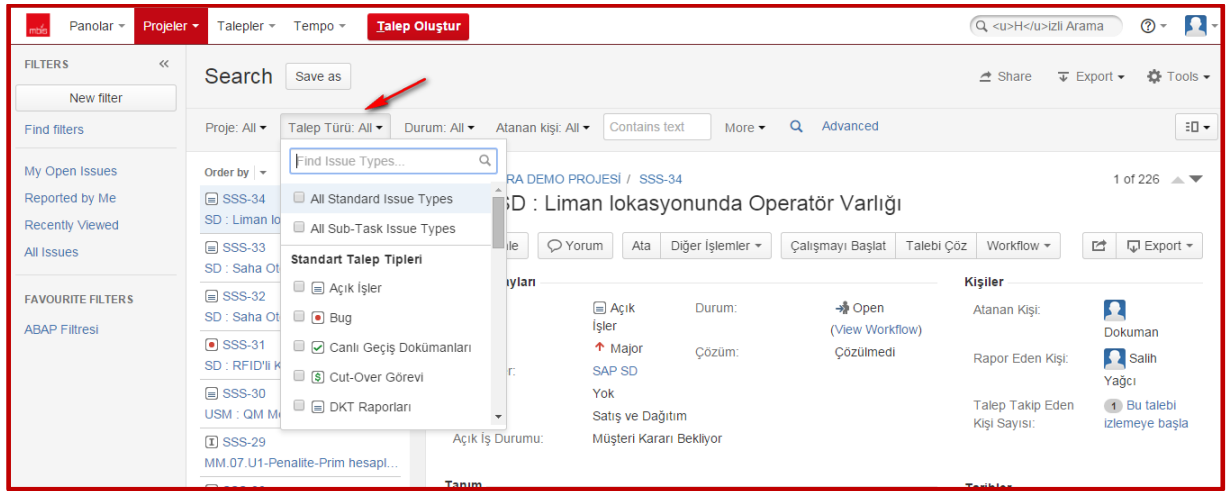 mbis Panolar Projeler Talepler Tempo Talep Oluştur <u>H</u>izli Arama
FILTERS
New filter
Find filters
My Open Issues
Reported by Me
Recently Viewed
All Issues
FAVOURITE FILTERS
ABAP Filtresi
Search Save as Share Export Tools
Proje: All Talep Türü: All Durum: All Atanan kişi: All Contains text More Advanced
Order by
SSS-34
SD : Liman lo
SSS-33
SD : Saha Ot
SSS-32
SD : Saha Ot
SSS-31
SD : RFID'li K
SSS-30
USM : QM Mo
SSS-29
MM.07.U1-Penalite-Prim hesapl...
Find Issue Types...
All Standard Issue Types
All Sub-Task Issue Types
Standart Talep Tipleri
Açık İşler
Bug
Canlı Geçiş Dokümanları
Cut-Over Görevi
DKT Raporları
RA DEMO PROJESİ / SSS-34 1 of 226
SD : Liman lokasyonunda Operatör Varlığı
le Yorum Ata Diğer İşlemler Çalışmayı Başlat Talebi Çöz Workflow Export
ayları
Açık İşler
Major
r: SAP SD
Yok
Satış ve Dağıtım
Açık İş Durumu: Müşteri Kararı Bekliyor
Durum: Open
(View Workflow)
Çözüm: Çözülmedi
Kişiler
Atanan Kişi: Dokuman
Rapor Eden Kişi: Salih
Yağcı
Talep Takip Eden
Kişi Sayısı:
1 Bu talebi
izlemeye başla
Tanım